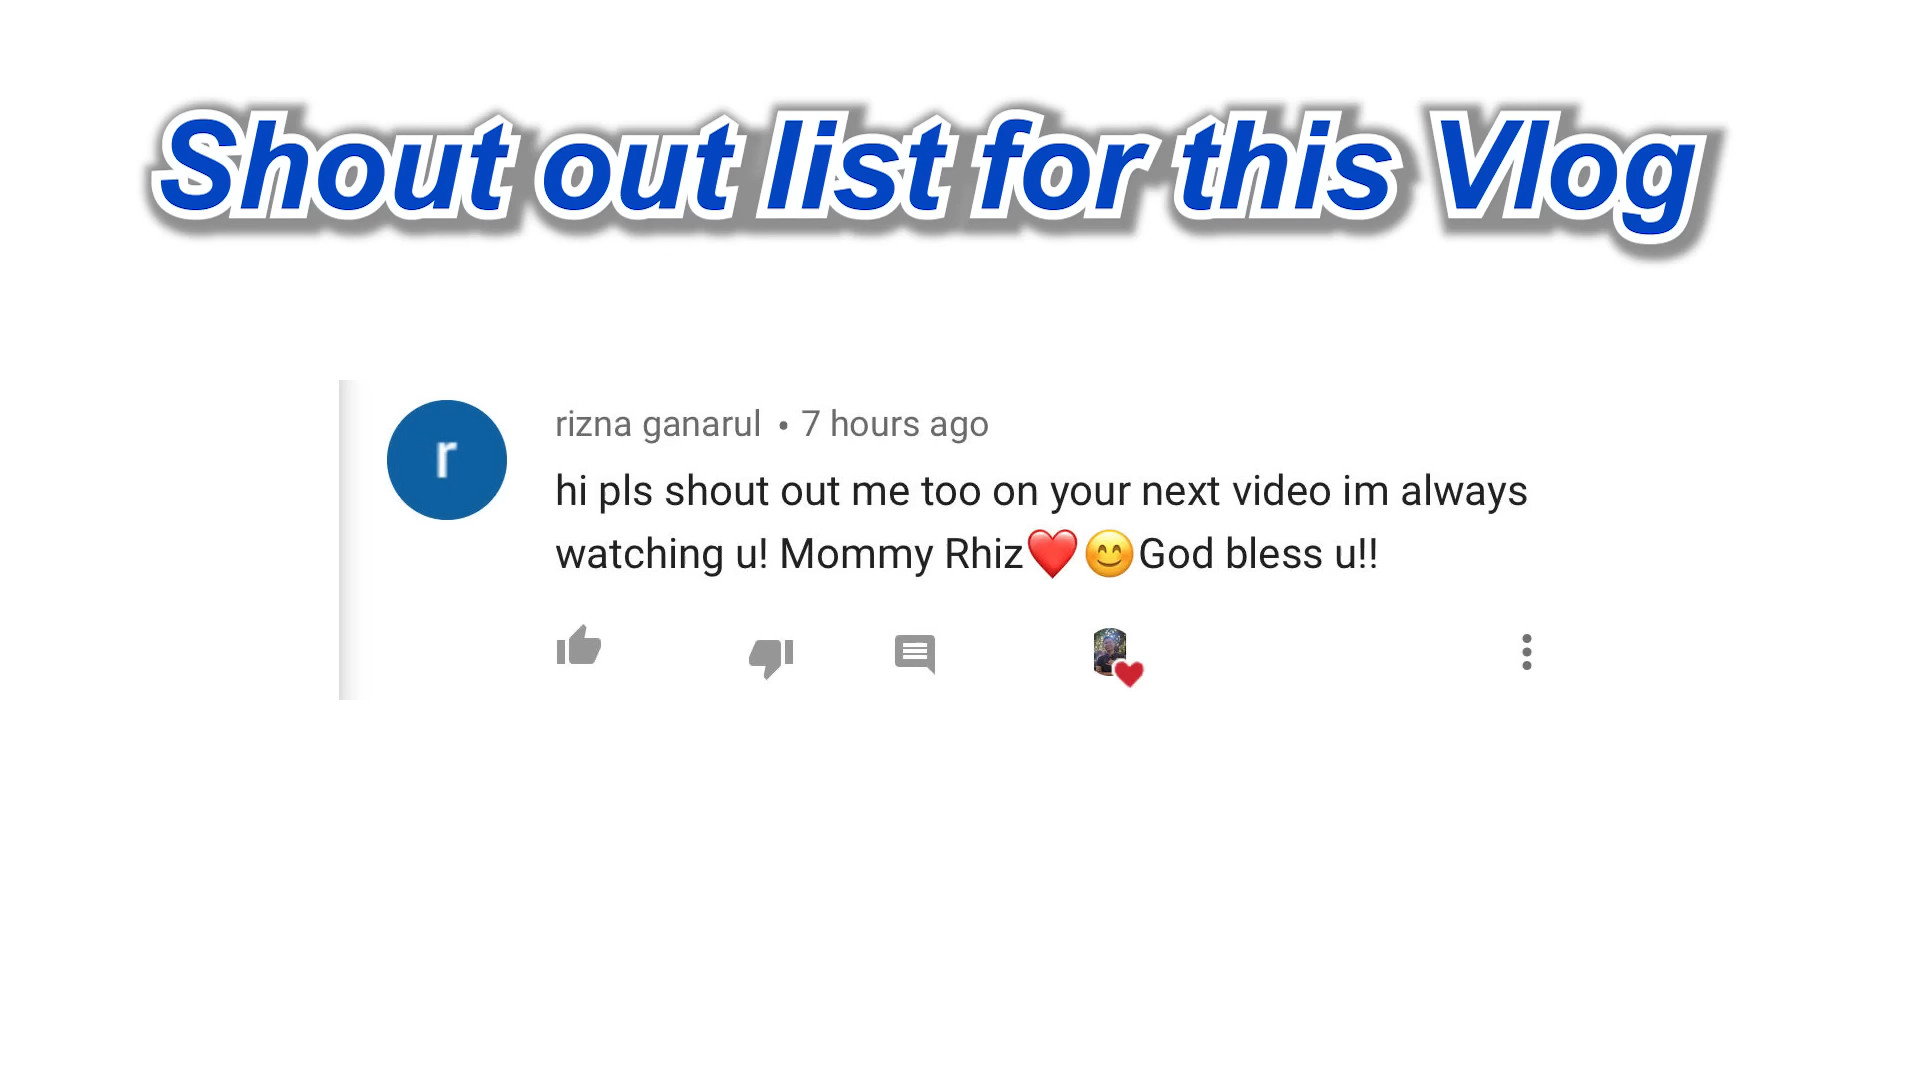 Shout out list for this Vlog
r
rizna ganarul • 7 hours ago
hi pls shout out me too on your next video im always
watching u! Mommy Rhiz❤️😊God bless u!!